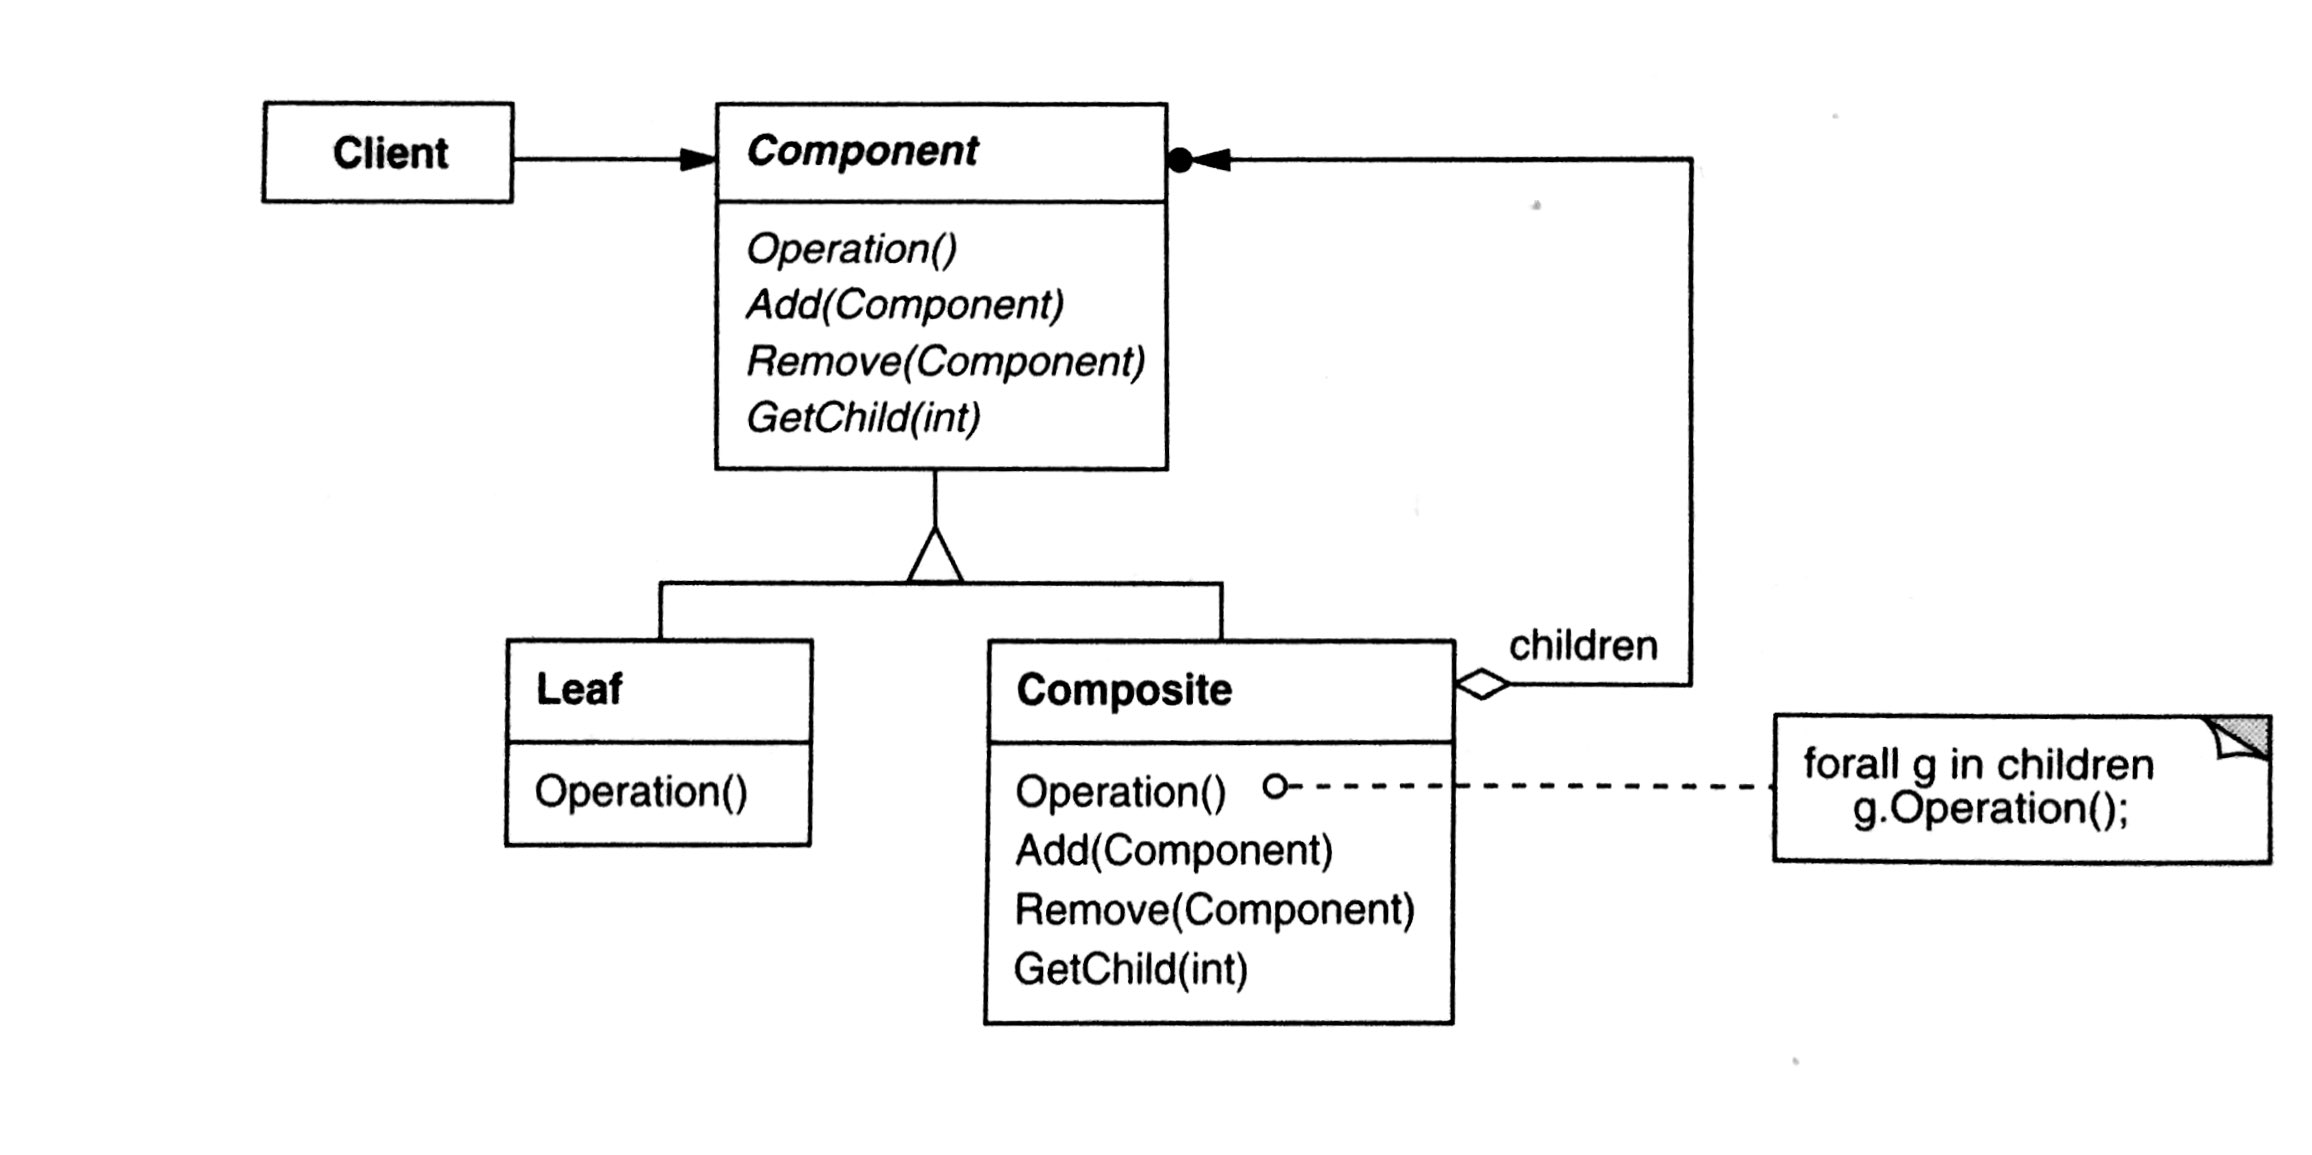 Client
Component
Operation()
Add(Component)
Remove(Component)
GetChild(int)
Leaf
Operation()
Composite
Operation()
Add(Component)
Remove(Component)
GetChild(int)
children
forall g in children
g.Operation();